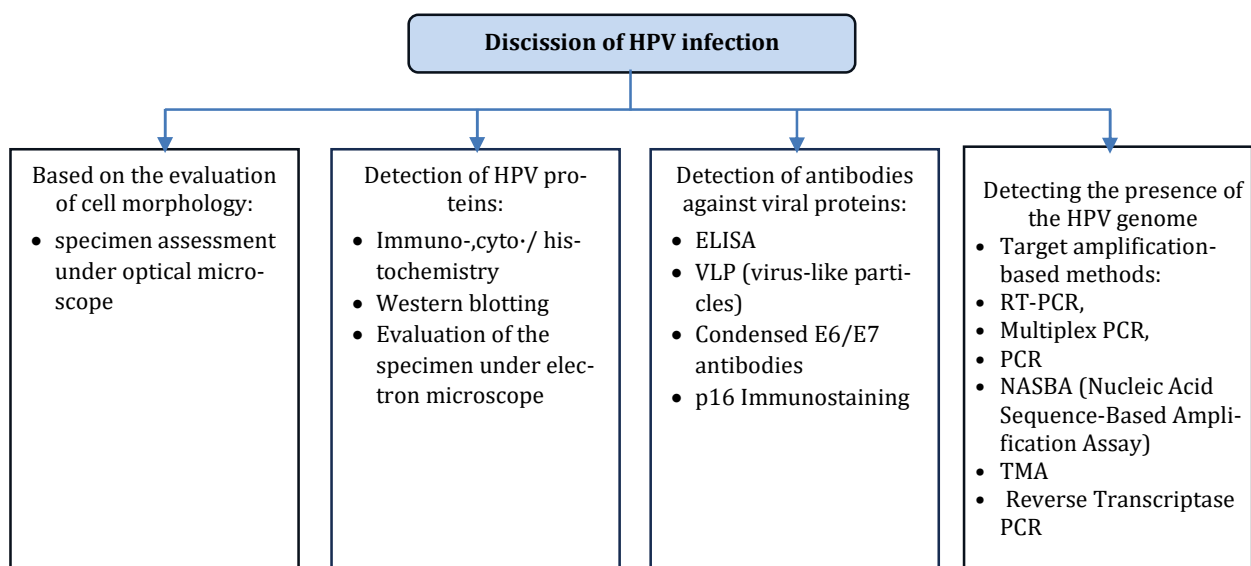 Discission of HPV infection
Based on the evaluation
of cell morphology:
• specimen assessment
under optical micro-
scope
Detection of HPV pro-
teins:
• Immuno-,cyto·/ his-
tochemistry
• Western blotting
• Evaluation of the
specimen under elec-
tron microscope
Detection of antibodies
against viral proteins:
• ELISA
• VLP (virus-like parti-
cles)
• Condensed E6/E7
antibodies
• p16 Immunostaining
Detecting the presence of
the HPV genome
• Target amplification-
based methods:
• RT-PCR,
• Multiplex PCR,
• PCR
• NASBA (Nucleic Acid
Sequence-Based Ampli-
fication Assay)
• TMA
• Reverse Transcriptase
PCR